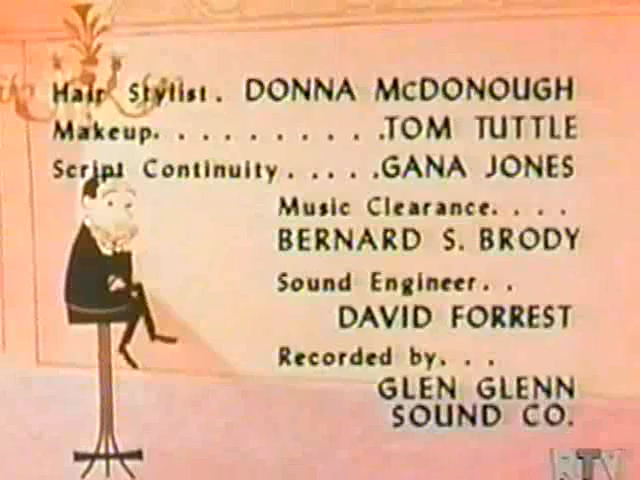 Hair Stylist. DONNA McDONOUGH
Makeup. . . . . . . . . .TOM TUTTLE
Script Continuity . . . . .GANA JONES
Music Clearance. . . .
BERNARD S. BRODY
Sound Engineer. .
DAVID FORREST
Recorded by. . .
GLEN GLENN
SOUND CO.
RTV